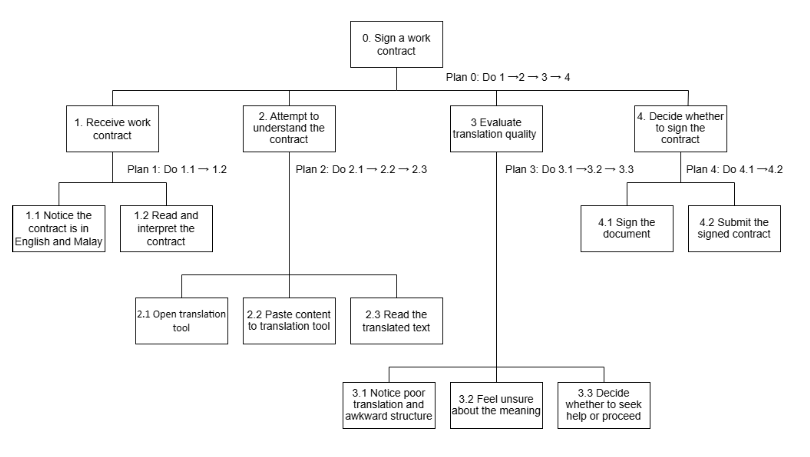 0. Sign a work
contract
Plan 0: Do 1 → 2 → 3 → 4
1. Receive work
contract
2. Attempt to
understand the
contract
3 Evaluate
translation quality
4. Decide whether
to sign the
contract
Plan 1: Do 1.1 → 1.2
Plan 2: Do 2.1 → 2.2 → 2.3
Plan 3: Do 3.1 →3.2 → 3.3
Plan 4: Do 4.1 →4.2
1.1 Notice the
contract is in
English and Malay
1.2 Read and
interpret the
contract
4.1 Sign the
document
4.2 Submit the
signed contract
2.1 Open translation
tool
2.2 Paste content
to translation tool
2.3 Read the
translated text
3.1 Notice poor
translation and
awkward structure
3.2 Feel unsure
about the meaning
3.3 Decide
whether to seek
help or proceed